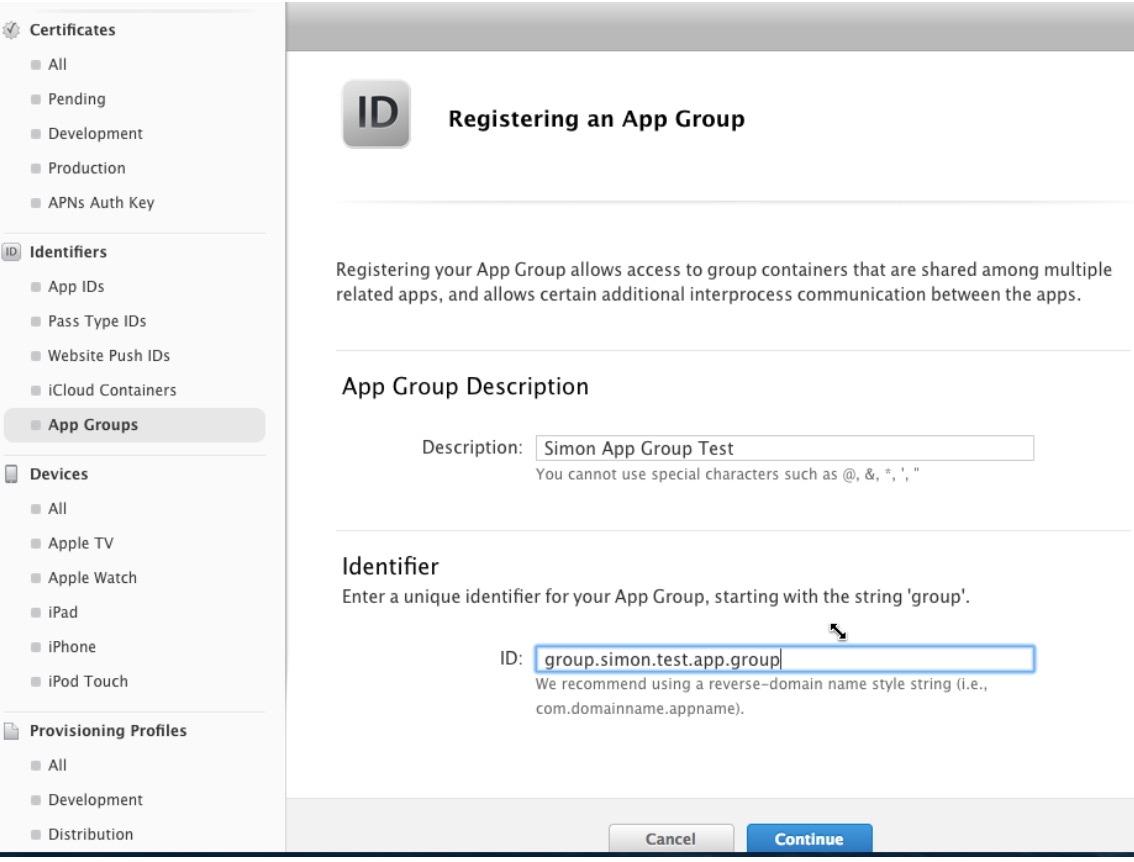 Certificates
All
Pending
Development
Production
APNs Auth Key
ID Identifiers
App IDs
Pass Type IDs
Website Push IDs
iCloud Containers
App Groups
Devices
All
Apple TV
Apple Watch
iPad
iPhone
iPod Touch
Provisioning Profiles
All
Development
Distribution
ID Registering an App Group
Registering your App Group allows access to group containers that are shared among multiple
related apps, and allows certain additional interprocess communication between the apps.
App Group Description
Description: Simon App Group Test
You cannot use special characters such as @, &, *, ', "
Identifier
Enter a unique identifier for your App Group, starting with the string 'group'.
ID: group.simon.test.app.group
We recommend using a reverse-domain name style string (i.e.,
com.domainname.appname).
Cancel Continue